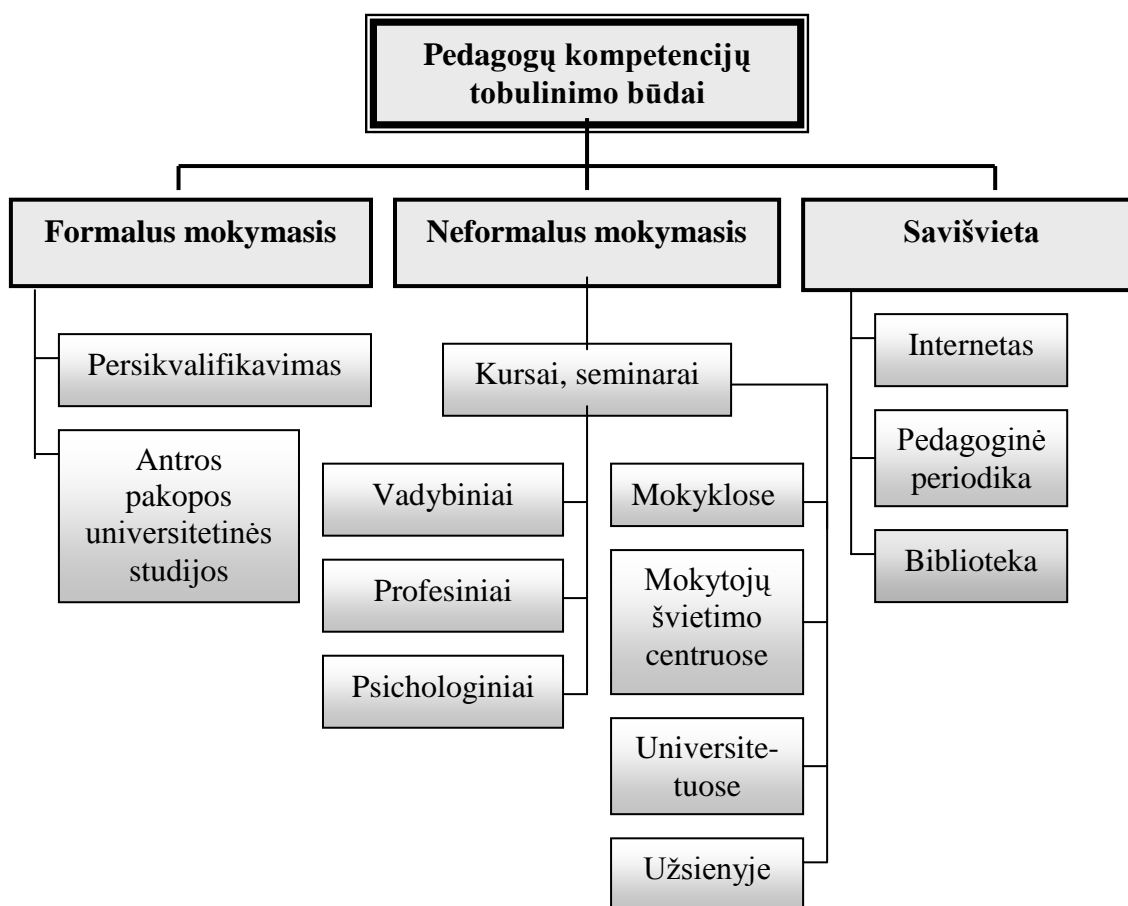 Pedagogų kompetencijų
tobulinimo būdai
Formalus mokymasis
Neformalus mokymasis
Savišvieta
Persikvalifikavimas
Antros
pakopos
universitetinės
studijos
Kursai, seminarai
Vadybiniai
Profesiniai
Psichologiniai
Mokyklose
Mokytojų
švietimo
centruose
Universite-
tuose
Užsienyje
Internetas
Pedagoginė
periodika
Biblioteka